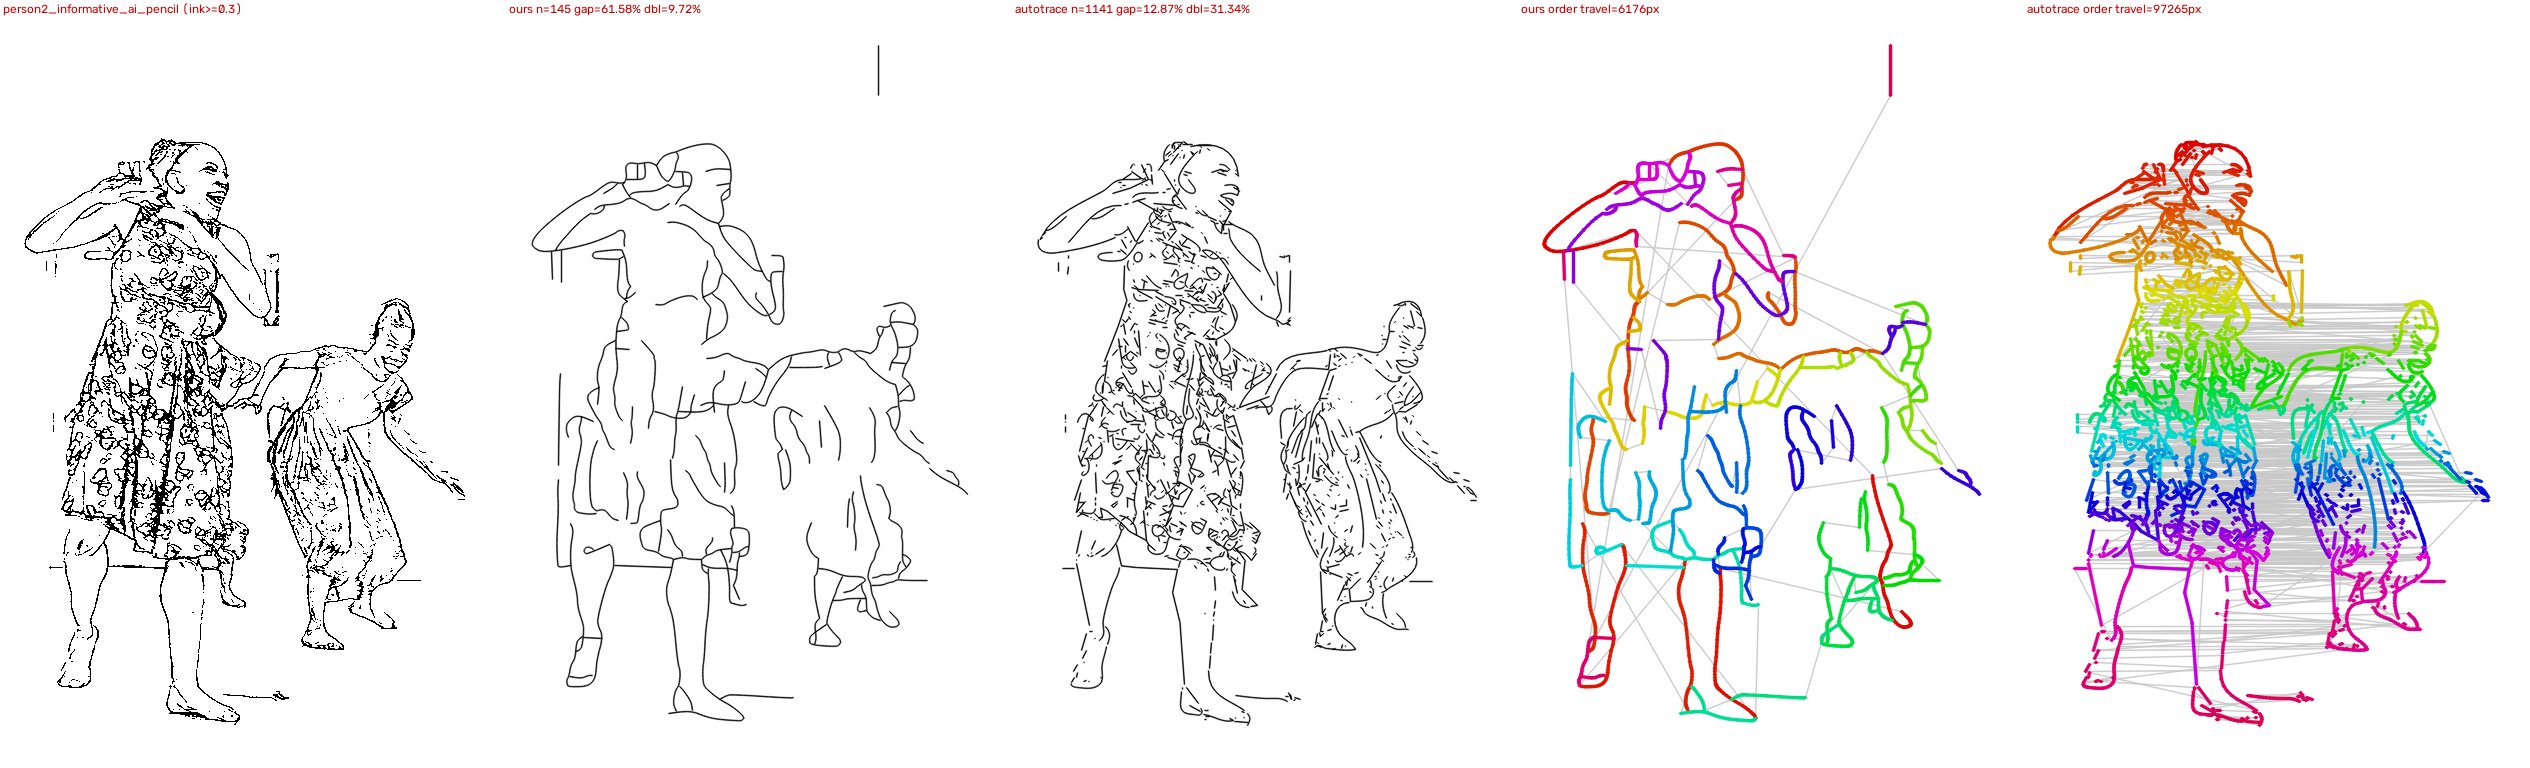 person2_informative_ai_pencil (ink>=0.3)
ours n=145 gap=61.58% dbl=9.72%
autotrace n=1141 gap=12.87% dbl=31.34%
ours order travel=6176px
autotrace order travel=97265px